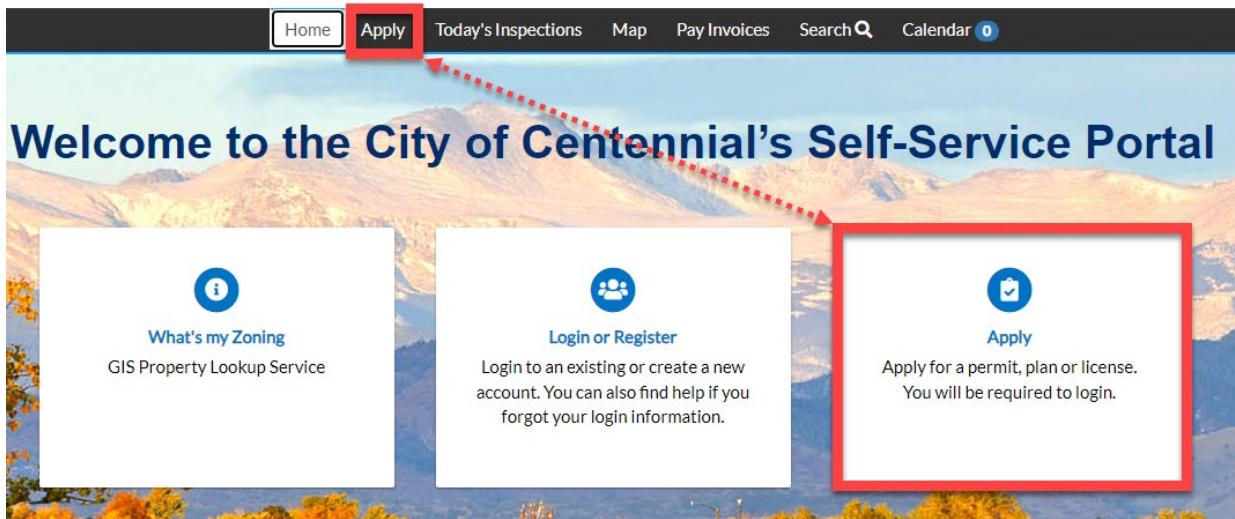 Home Apply Today's Inspections Map Pay Invoices Search Calendar 0
Welcome to the City of Centennial's Self-Service Portal
What's my Zoning
GIS Property Lookup Service
Login or Register
Login to an existing or create a new
account. You can also find help if you
forgot your login information.
Apply
Apply for a permit, plan or license.
You will be required to login.